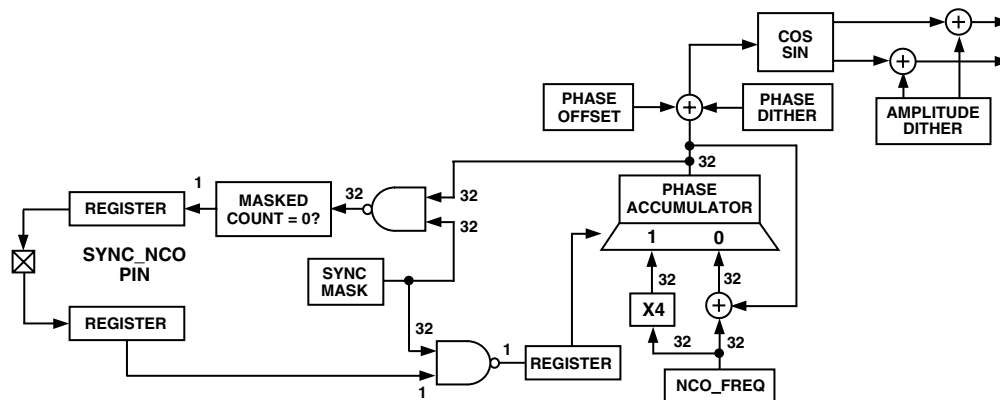 COS
SIN
PHASE
OFFSET
PHASE
DITHER
AMPLITUDE
DITHER
32
1
REGISTER
MASKED
COUNT = 0?
32
32
32
PHASE
ACCUMULATOR
1
0
SYNC_NCO
PIN
SYNC
MASK
32
32
X4
REGISTER
32
1
REGISTER
32
32
1
NCO_FREQ